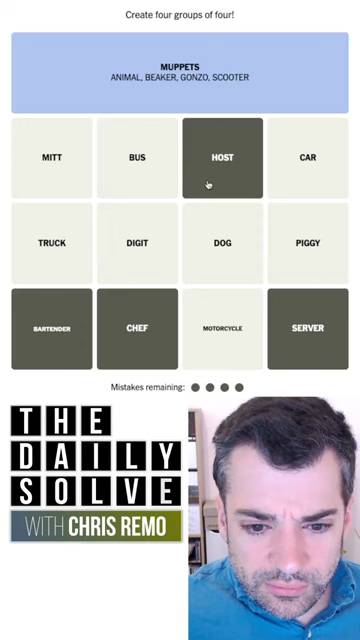 Create four groups of four!
MUPPETS
ANIMAL, BEAKER, GONZO, SCOOTER
MITT
BUS
HOST
CAR
TRUCK
DIGIT
DOG
PIGGY
BARTENDER
CHEF
MOTORCYCLE
SERVER
Mistakes remaining:
THE
DAILY
SOLVE
WITH CHRIS REMO